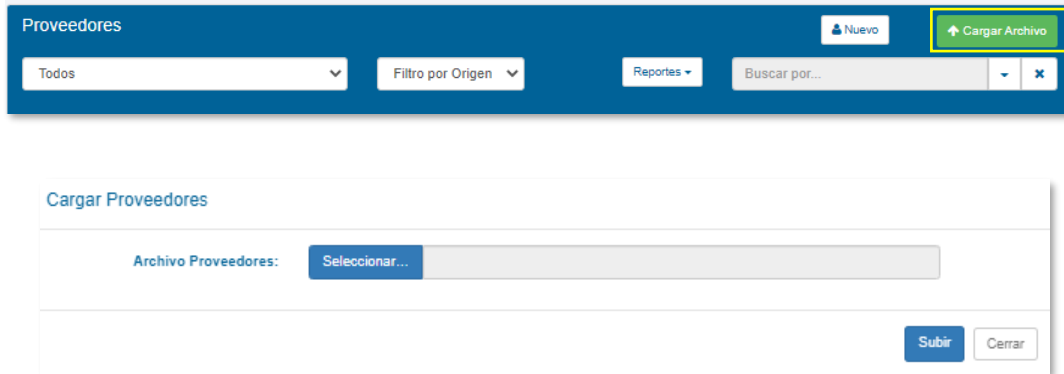 Proveedores
Nuevo
Cargar Archivo
Todos
Filtro por Origen
Reportes
Buscar por...
Cargar Proveedores
Archivo Proveedores:
Seleccionar...
Subir
Cerrar